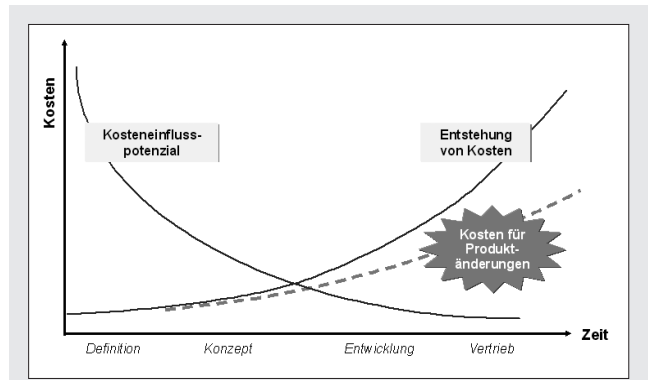 Kosten
Kosteneinfluss-
potenzial
Entstehung
von Kosten
Kosten für
Produkt-
änderungen
Zeit
Definition
Konzept
Entwicklung
Vertrieb